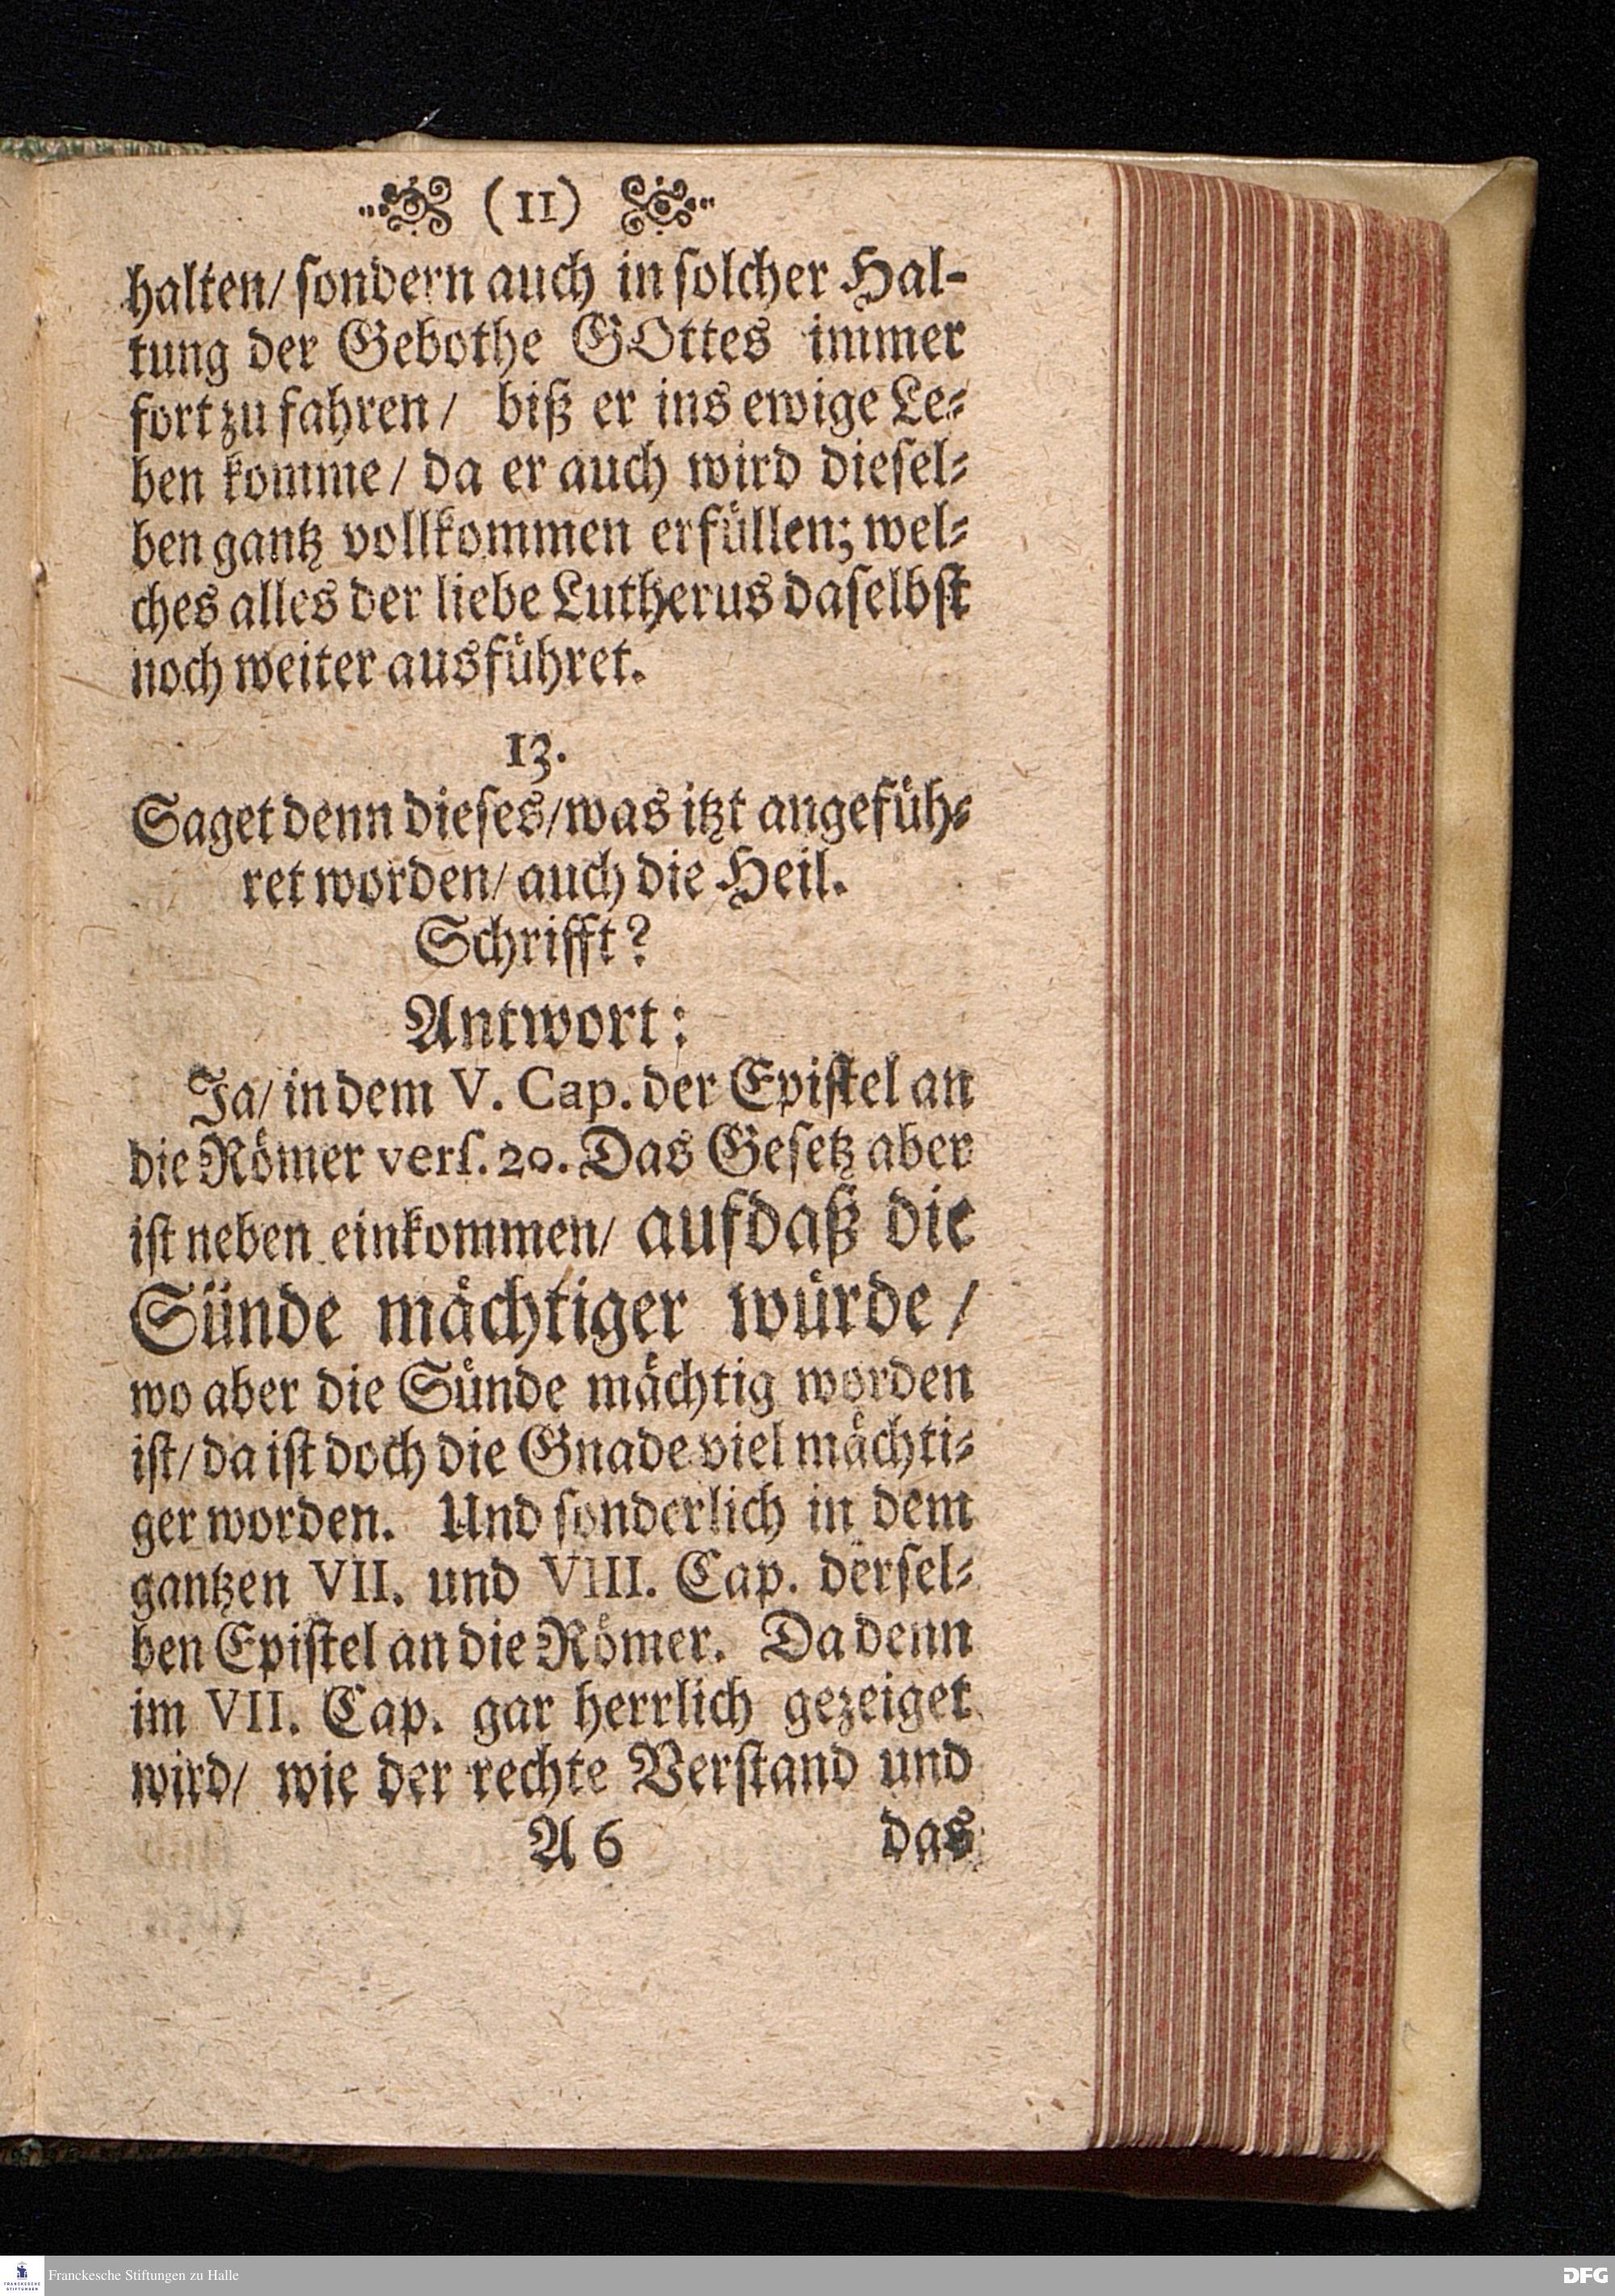 (11)
halten/ sondern auch in solcher Hal-
tung der Gebothe GOttes immer
fort zu fahren/ biß er ins ewige Le-
ben komme/ da er auch wird diesel-
ben gantz vollkommen erfüllen; wel-
ches alles der liebe Lutherus daselbst
noch weiter ausführet.
13.
Saget denn dieses/ was itzt angefüh-
ret worden/ auch die Heil.
Schrifft?
Antwort:
Ja/ in dem V. Cap. der Epistel an
die Römer vers. 20. Das Gesetz aber
ist neben einkommen/ aufdaß die
Sünde mächtiger würde/
wo aber die Sünde mächtig worden
ist/ da ist doch die Gnade viel mächti-
ger worden. Und sonderlich in dem
gantzen VII. und VIII. Cap. dersel-
ben Epistel an die Römer. Da denn
im VII. Cap. gar herrlich gezeiget
wird/ wie der rechte Verstand und
A 6 das
FRANCKESCHE STIFTUNGEN
Franckesche Stiftungen zu Halle
DFG